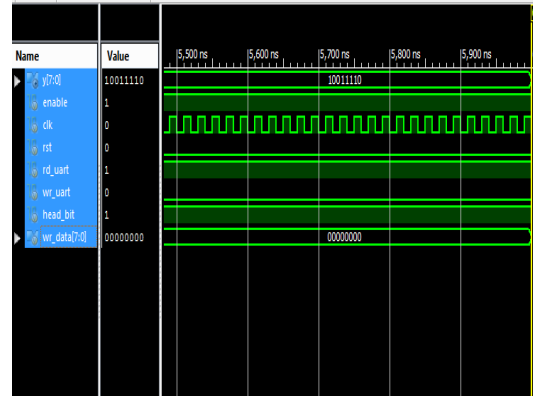 Name Value 5,500 ns 5,600 ns 5,700 ns 5,800 ns 5,900 ns
y[7:0] 10011110 10011110
enable 1
clk 0
rst 0
rd_uart 1
wr_uart 0
head_bit 1
wr_data[7:0] 00000000 00000000